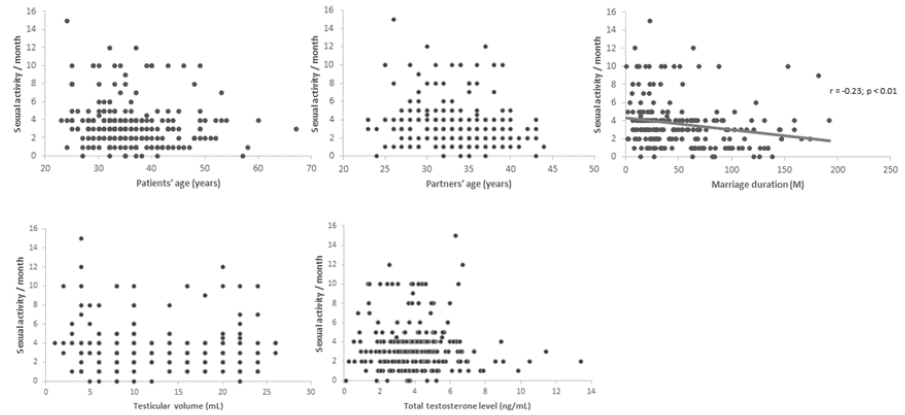 Sexual activity / month
16
14
12
10
8
6
4
2
0
20 30 40 50 60 70
Patients' age (years)
Sexual activity / month
16
14
12
10
8
6
4
2
0
20 25 30 35 40 45 50
Partners' age (years)
Sexual activity / month
16
14
12
10
8
6
4
2
0
r = -0.23; p < 0.01
0 50 100 150 200 250
Marriage duration (M)
Sexual activity / month
16
14
12
10
8
6
4
2
0
0 5 10 15 20 25 30
Testicular volume (mL)
Sexual activity / month
16
14
12
10
8
6
4
2
0
0 2 4 6 8 10 12 14
Total testosterone level (ng/mL)